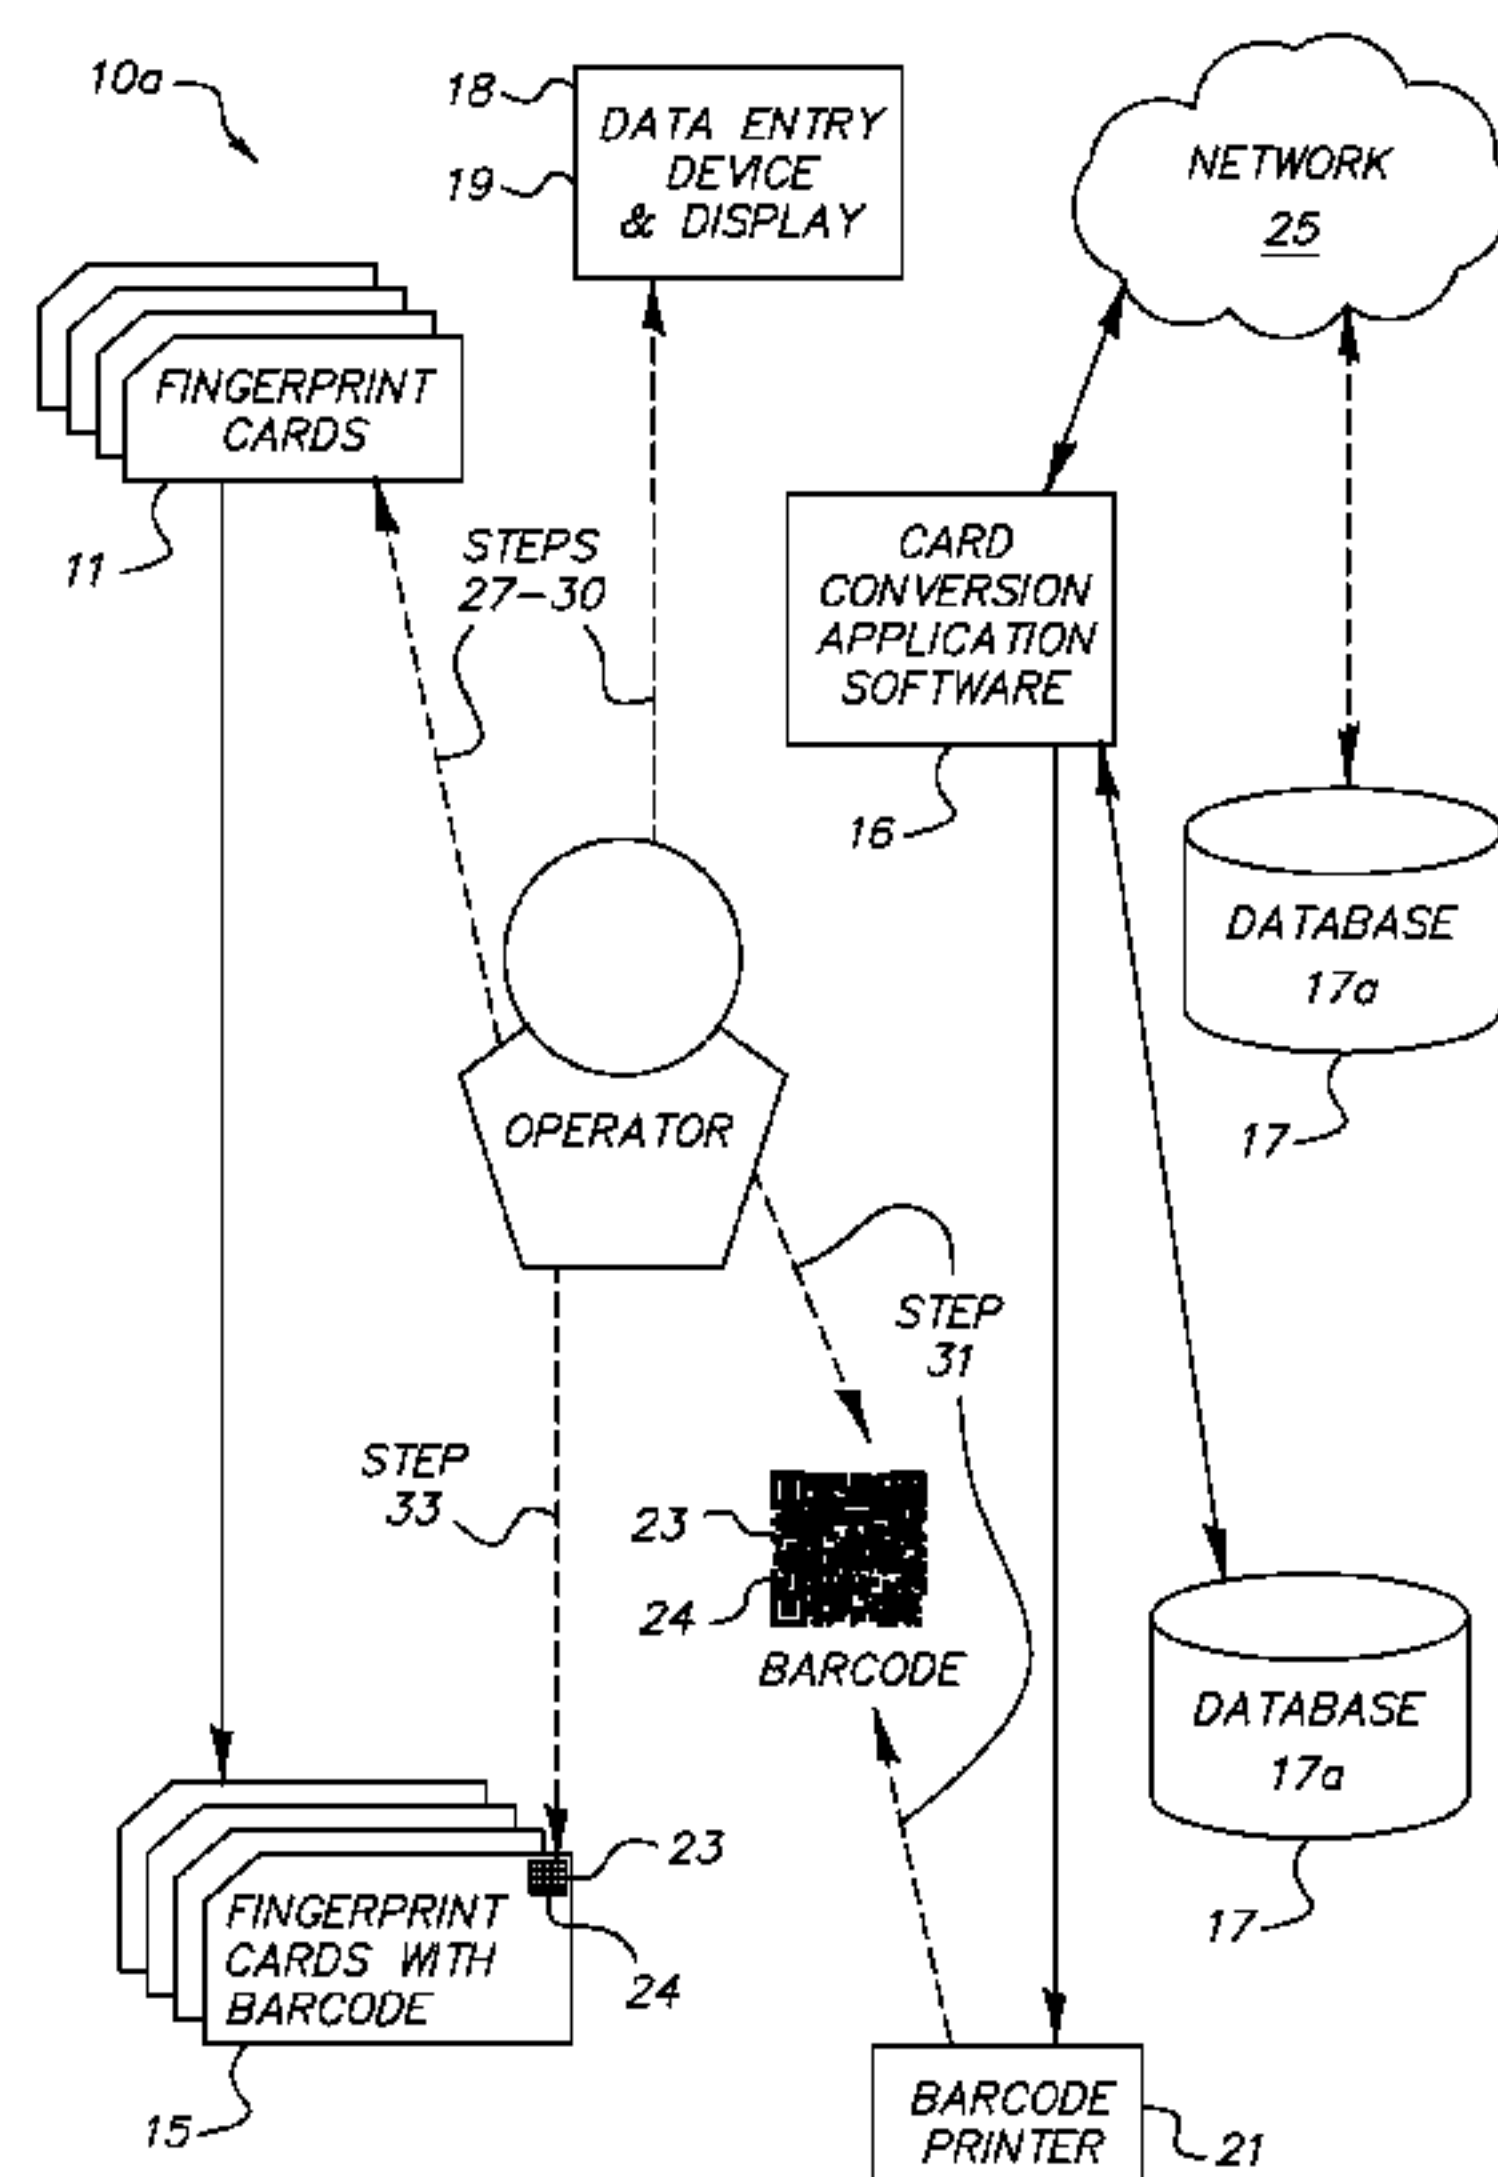 10a
18
19
DATA ENTRY
DEVICE
& DISPLAY
NETWORK
25
FINGERPRINT
CARDS
11
STEPS
27-30
CARD
CONVERSION
APPLICATION
SOFTWARE
16
DATABASE
17a
17
OPERATOR
STEP
31
STEP
33
23
24
BARCODE
DATABASE
17a
17
23
FINGERPRINT
CARDS WITH
BARCODE
24
15
BARCODE
PRINTER
21